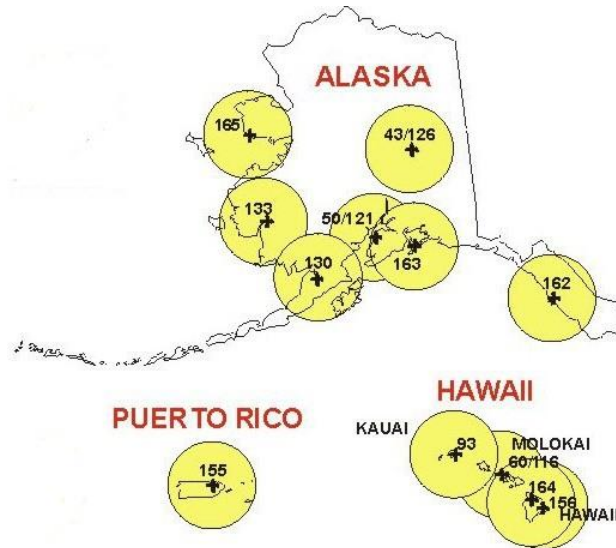 ALASKA
165
43/126
133
50/121
163
130
162
HAWAII
PUERTO RICO
KAUAI
93
MOLOKAI
60/116
155
164
156
HAWAII